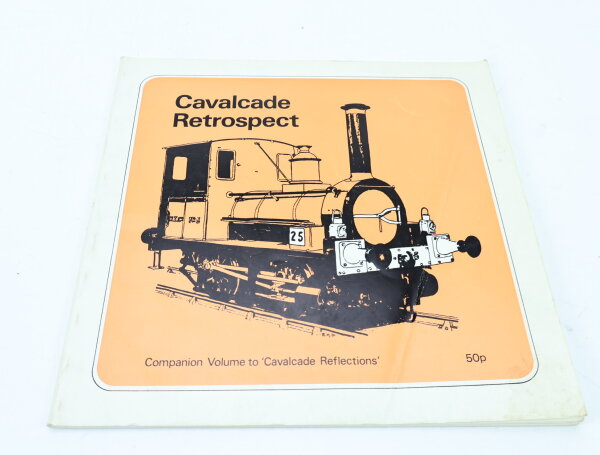 Cavalcade
Retrospect
25
Companion Volume to 'Cavalcade Reflections'
50p